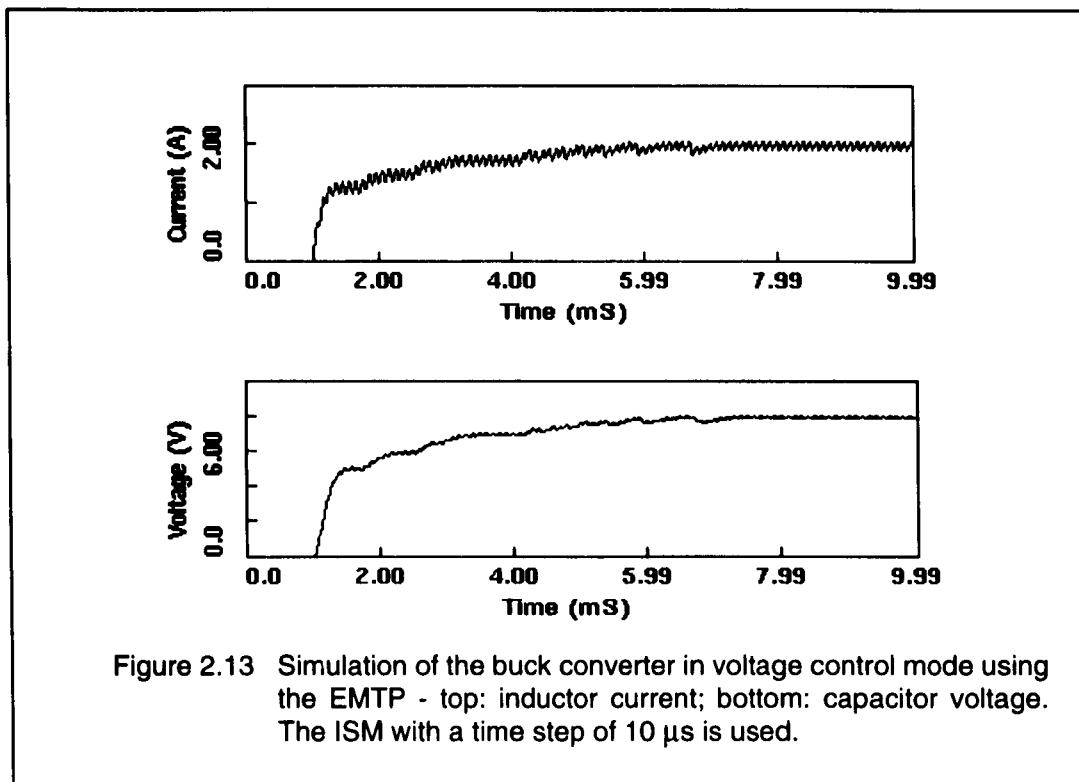 Current (A)
2.00
0.0
0.0 2.00 4.00 5.99 7.99 9.99
Time (mS)
Voltage (V)
6.00
0.0
0.0 2.00 4.00 5.99 7.99 9.99
Time (mS)
Figure 2.13 Simulation of the buck converter in voltage control mode using
the EMTP - top: inductor current; bottom: capacitor voltage.
The ISM with a time step of 10 µs is used.